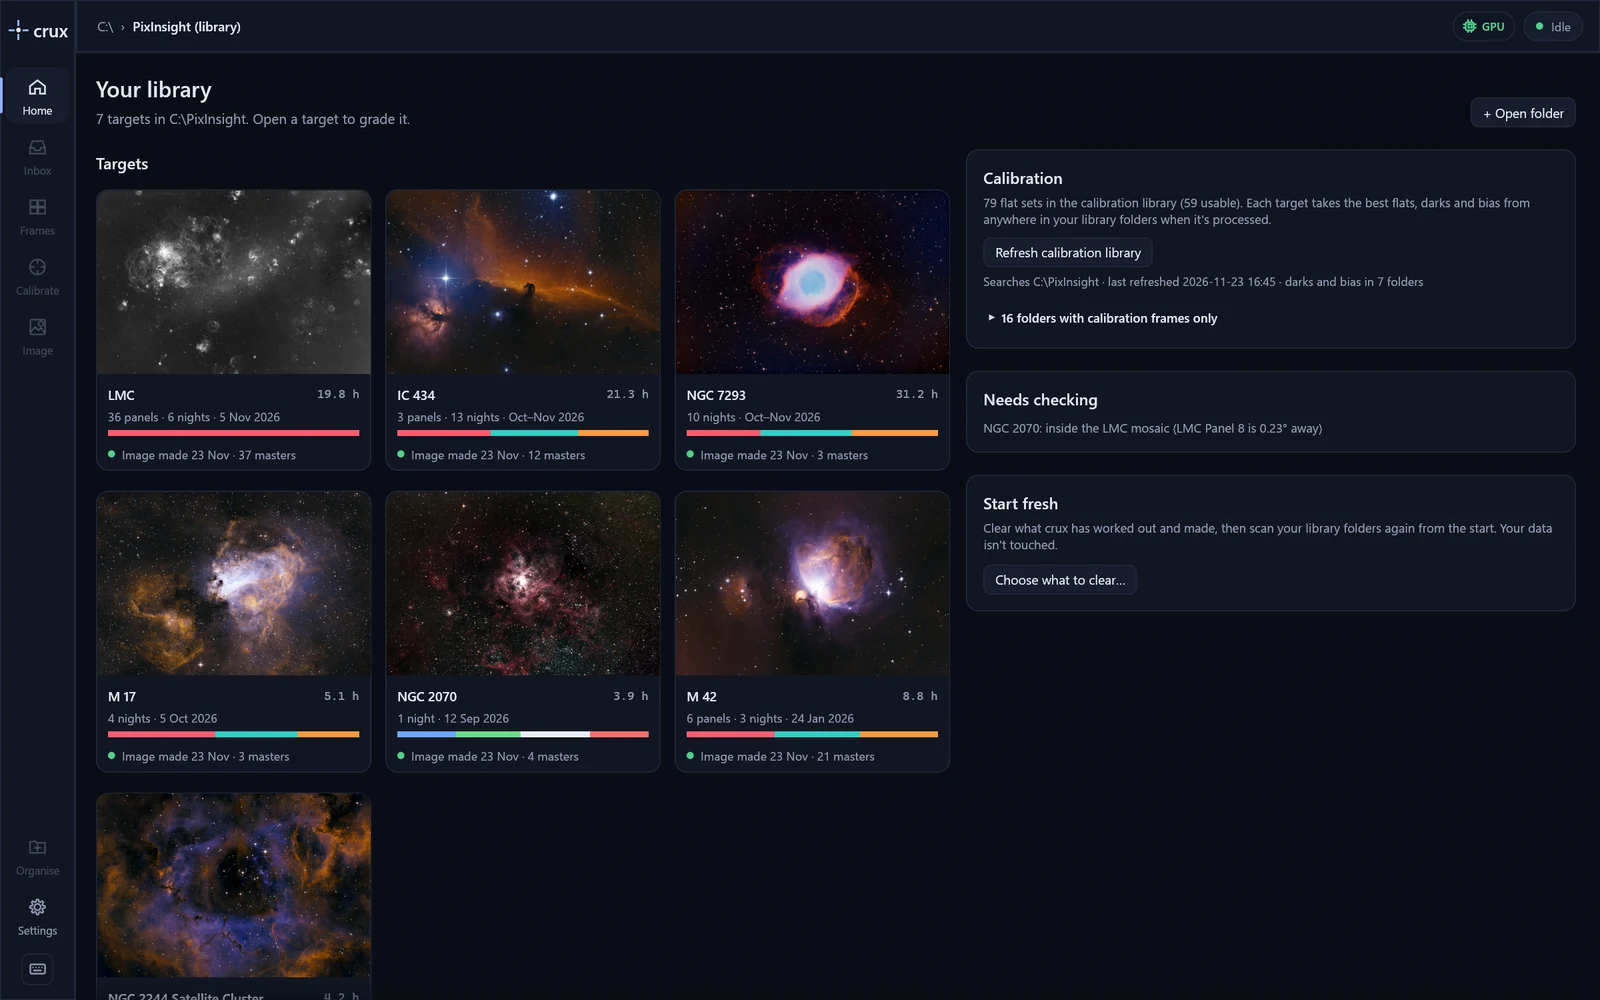 crux
C:\ › PixInsight (library)
GPU
Idle
Home
Inbox
Frames
Calibrate
Image
Organise
Settings
Your library
7 targets in C:\PixInsight. Open a target to grade it.
+ Open folder
Targets
LMC 19.8 h
36 panels · 6 nights · 5 Nov 2026
Image made 23 Nov · 37 masters
IC 434 21.3 h
3 panels · 13 nights · Oct–Nov 2026
Image made 23 Nov · 12 masters
NGC 7293 31.2 h
10 nights · Oct–Nov 2026
Image made 23 Nov · 3 masters
M 17 5.1 h
4 nights · 5 Oct 2026
Image made 23 Nov · 3 masters
NGC 2070 3.9 h
1 night · 12 Sep 2026
Image made 23 Nov · 4 masters
M 42 8.8 h
6 panels · 3 nights · 24 Jan 2026
Image made 23 Nov · 21 masters
NGC 2244 Satellite Cluster 4.2 h
Calibration
79 flat sets in the calibration library (59 usable). Each target takes the best flats, darks and bias from
anywhere in your library folders when it's processed.
Refresh calibration library
Searches C:\PixInsight · last refreshed 2026-11-23 16:45 · darks and bias in 7 folders
16 folders with calibration frames only
Needs checking
NGC 2070: inside the LMC mosaic (LMC Panel 8 is 0.23° away)
Start fresh
Clear what crux has worked out and made, then scan your library folders again from the start. Your data
isn't touched.
Choose what to clear...